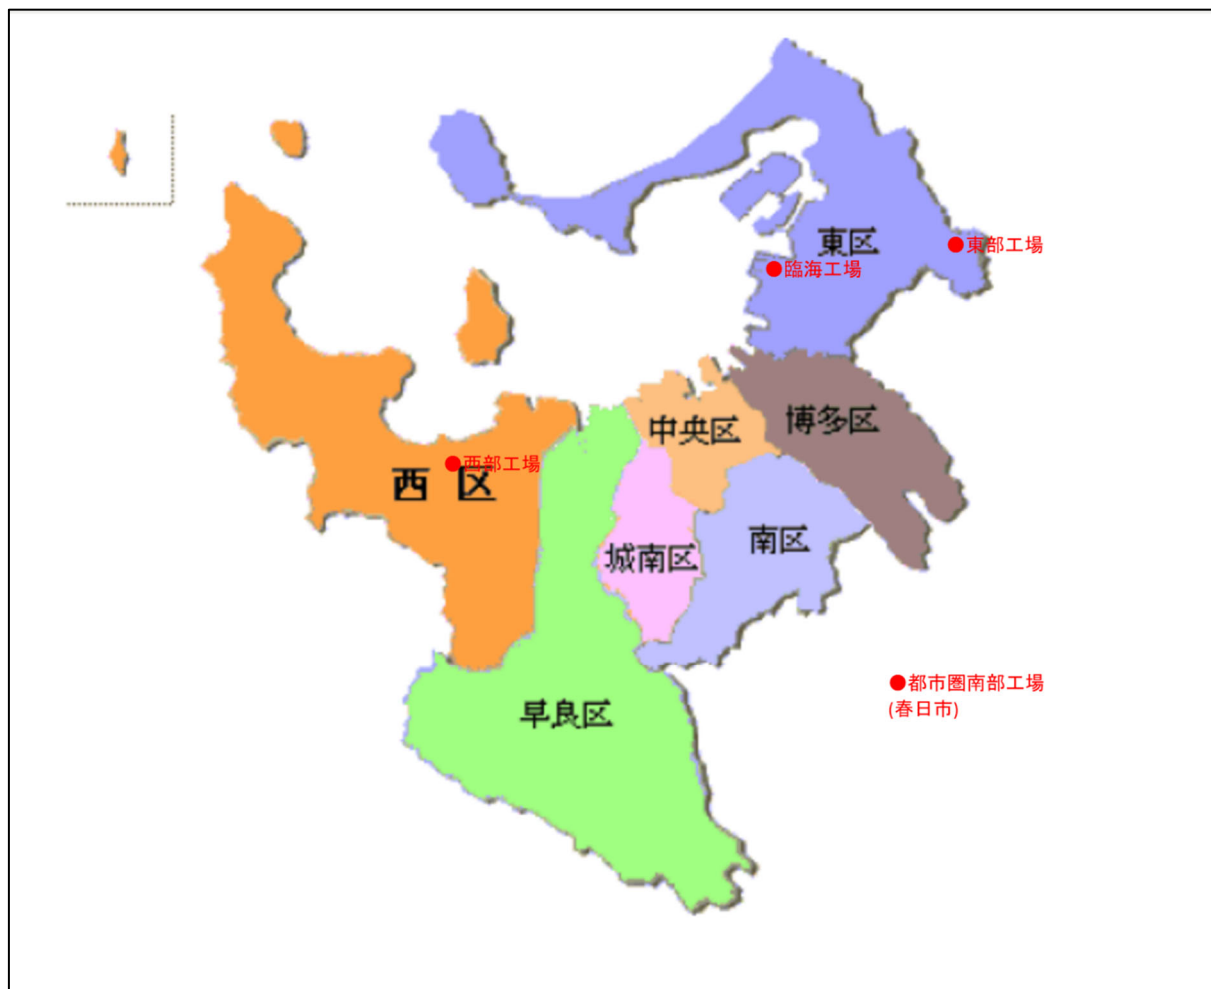 東区
東部工場
臨海工場
博多区
中央区
西部工場
西 区
南区
城南区
都市圏南部工場
(春日市)
早良区